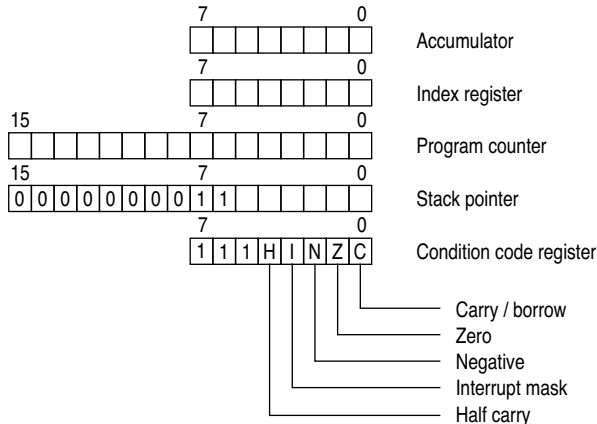 7 0
Accumulator
7 0
Index register
15 7 0
Program counter
15 7 0
0 0 0 0 0 0 0 0 1 1 Stack pointer
7 0
1 1 1 H I N Z C Condition code register
Carry / borrow
Zero
Negative
Interrupt mask
Half carry